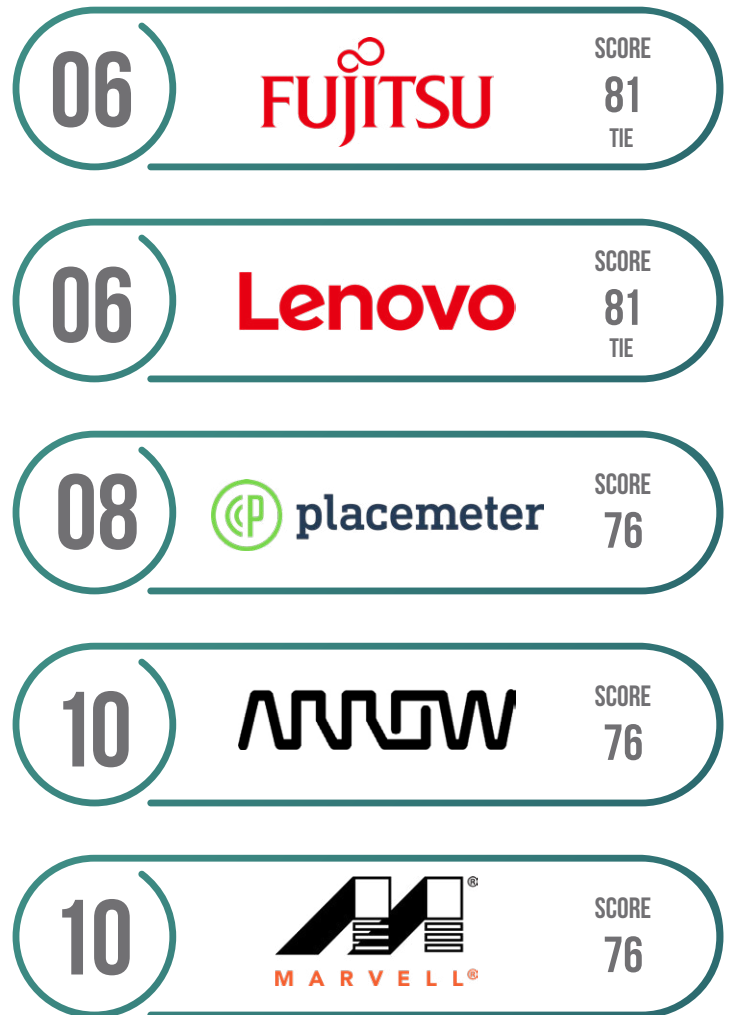 06
FUJITSU
SCORE
81
TIE
06
Lenovo
SCORE
81
TIE
08
CP placemeter
SCORE
76
10
ARROW
SCORE
76
10
M®
MARVELL®
SCORE
76